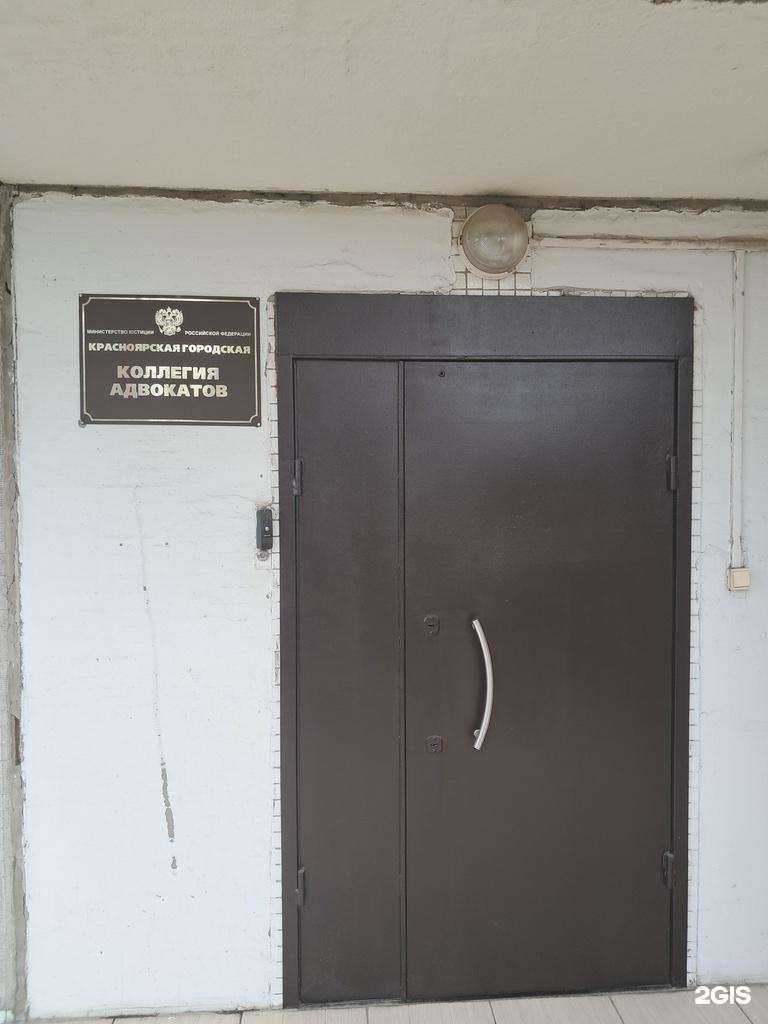 МИНИСТЕРСТВО ЮСТИЦИИ РОССИЙСКОЙ ФЕДЕРАЦИИ
КРАСНОЯРСКАЯ ГОРОДСКАЯ
КОЛЛЕГИЯ
АДВОКАТОВ
2GIS